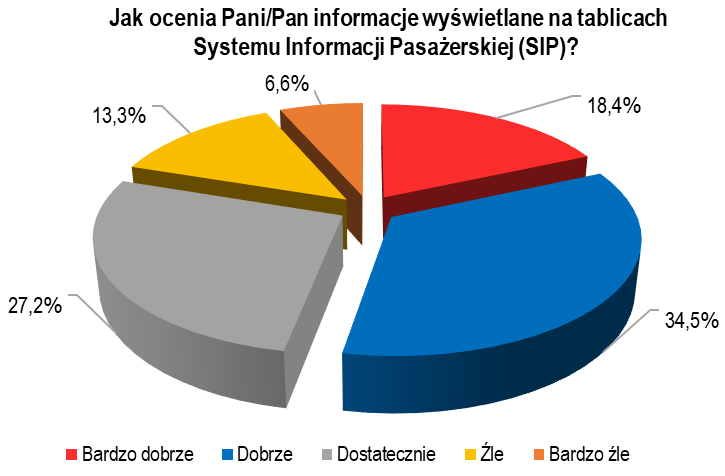 Jak ocenia Pani/Pan informacje wyświetlane na tablicach
Systemu Informacji Pasażerskiej (SIP)?
6,6%
18,4%
13,3%
27,2%
34,5%
Bardzo dobrze Dobrze Dostatecznie Źle Bardzo źle